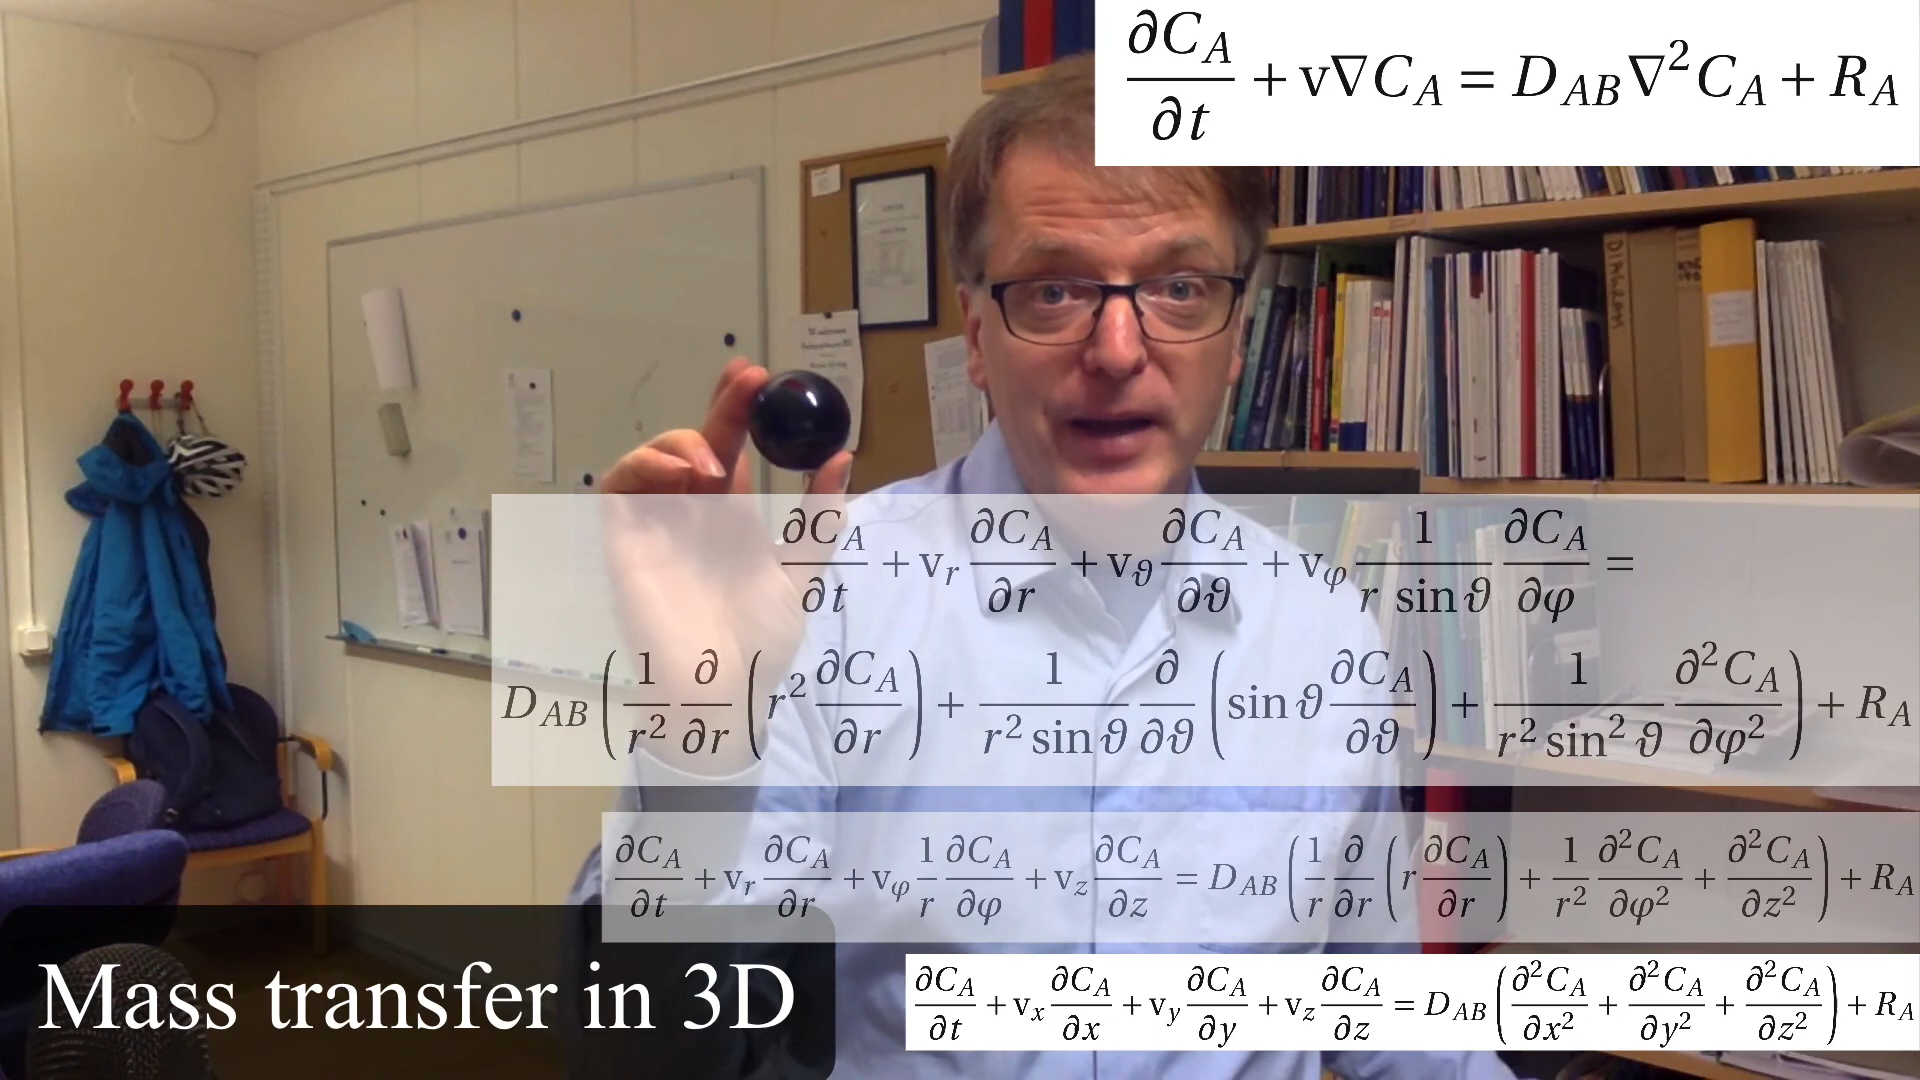 ∂C_A/∂t + v∇C_A = D_AB ∇²C_A + R_A
DIPLOM
∂C_A/∂t + v_r ∂C_A/∂r + v_ϑ ∂C_A/∂ϑ + v_φ 1/(r sin ϑ) ∂C_A/∂φ =
D_AB (1/r² ∂/∂r (r² ∂C_A/∂r) + 1/(r² sin ϑ) ∂/∂ϑ (sin ϑ ∂C_A/∂ϑ) + 1/(r² sin² ϑ) ∂²C_A/∂φ²) + R_A
∂C_A/∂t + v_r ∂C_A/∂r + v_φ 1/r ∂C_A/∂φ + v_z ∂C_A/∂z = D_AB (1/r ∂/∂r (r ∂C_A/∂r) + 1/r² ∂²C_A/∂φ² + ∂²C_A/∂z²) + R_A
Mass transfer in 3D
∂C_A/∂t + v_x ∂C_A/∂x + v_y ∂C_A/∂y + v_z ∂C_A/∂z = D_AB (∂²C_A/∂x² + ∂²C_A/∂y² + ∂²C_A/∂z²) + R_A